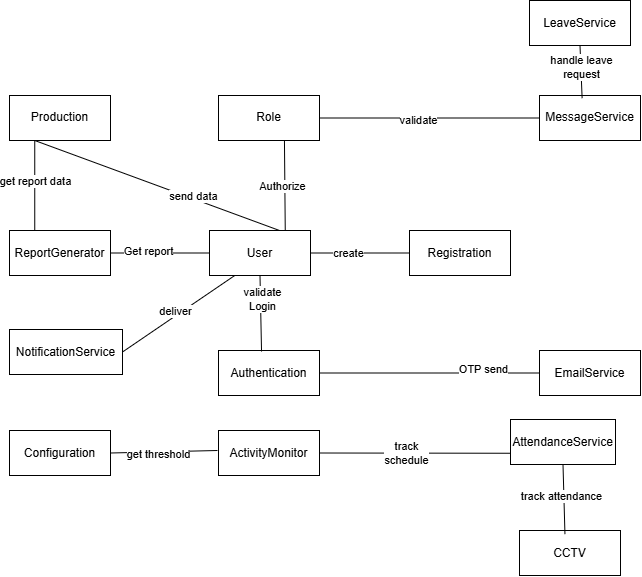 LeaveService
handle leave
request
Production
Role
validate
MessageService
get report data
Authorize
send data
ReportGenerator
Get report
User
create
Registration
validate
Login
deliver
NotificationService
Authentication
OTP send
EmailService
Configuration
get threshold
ActivityMonitor
track
schedule
AttendanceService
track attendance
CCTV